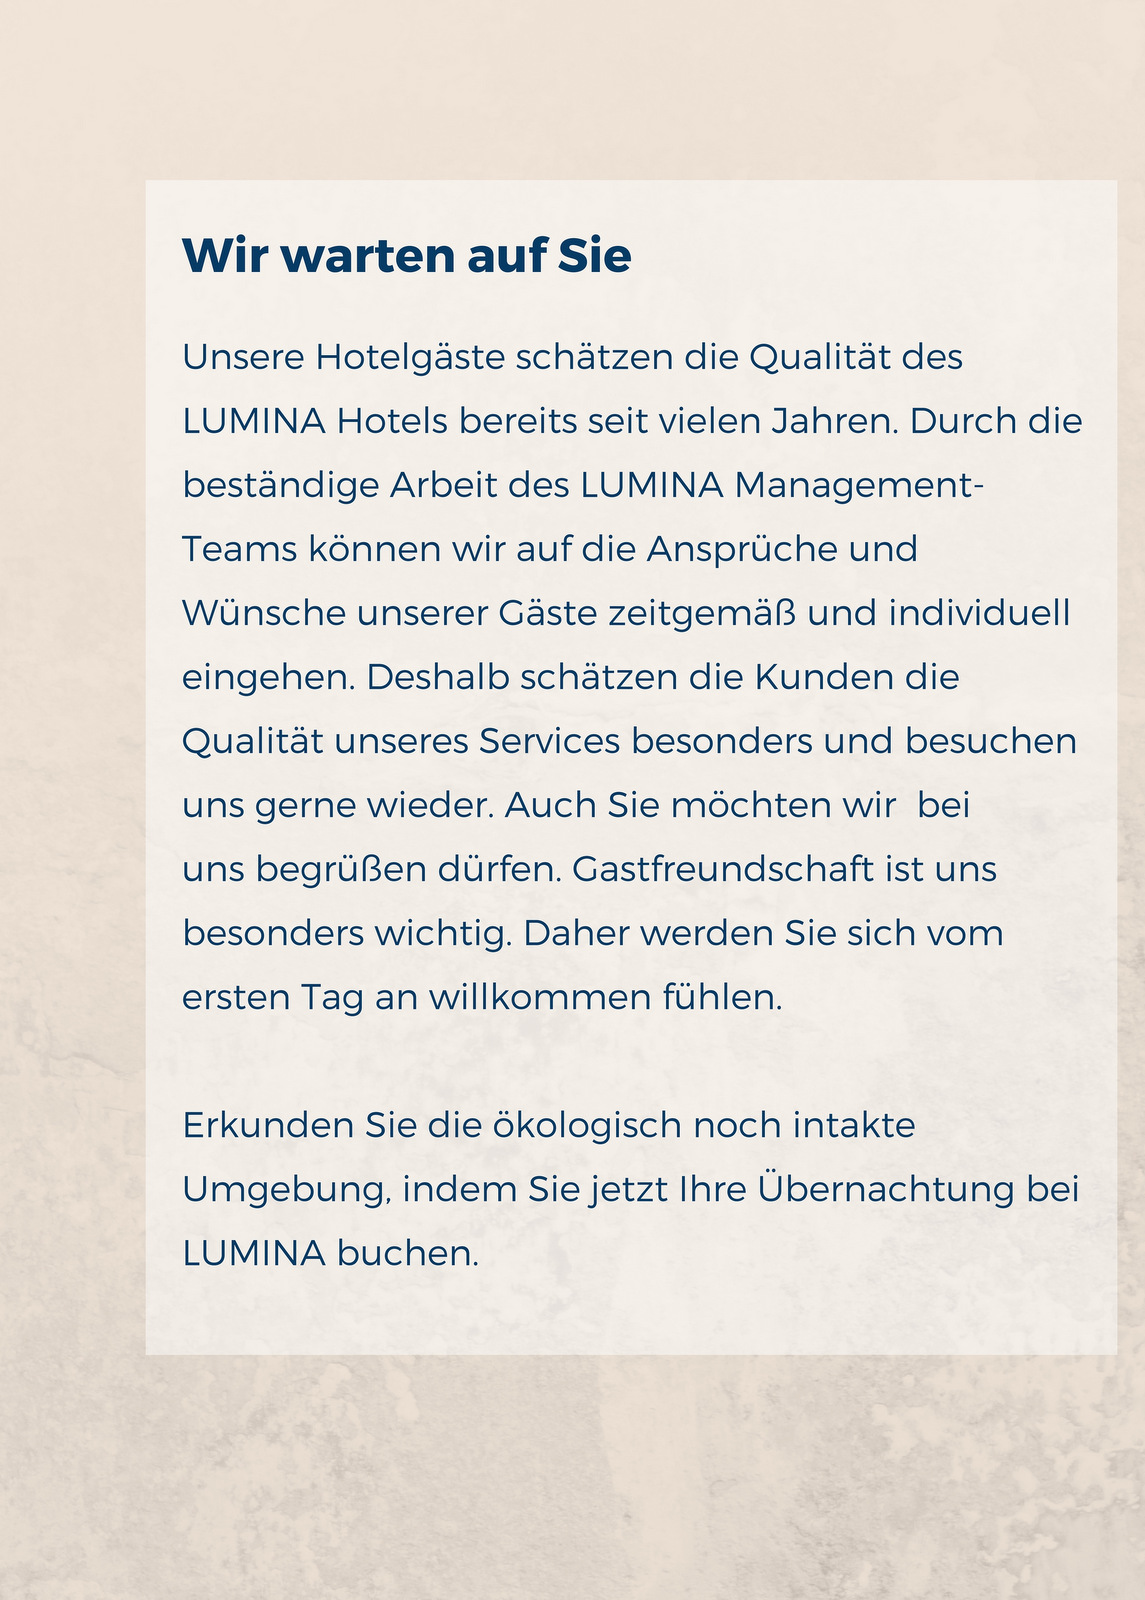 Wir warten auf Sie
Unsere Hotelgäste schätzen die Qualität des
LUMINA Hotels bereits seit vielen Jahren. Durch die
beständige Arbeit des LUMINA Management-
Teams können wir auf die Ansprüche und
Wünsche unserer Gäste zeitgemäß und individuell
eingehen. Deshalb schätzen die Kunden die
Qualität unseres Services besonders und besuchen
uns gerne wieder. Auch Sie möchten wir  bei
uns begrüßen dürfen. Gastfreundschaft ist uns
besonders wichtig. Daher werden Sie sich vom
ersten Tag an willkommen fühlen.
Erkunden Sie die ökologisch noch intakte
Umgebung, indem Sie jetzt Ihre Übernachtung bei
LUMINA buchen.